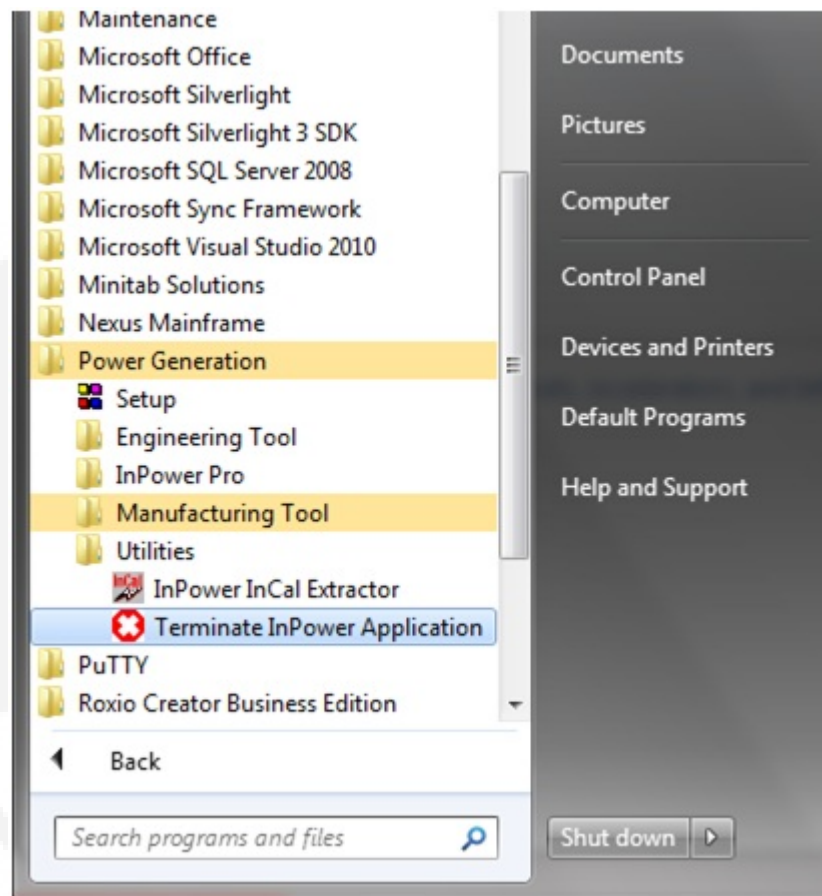 Maintenance
Microsoft Office
Microsoft Silverlight
Microsoft Silverlight 3 SDK
Microsoft SQL Server 2008
Microsoft Sync Framework
Microsoft Visual Studio 2010
Minitab Solutions
Nexus Mainframe
Power Generation
Setup
Engineering Tool
InPower Pro
Manufacturing Tool
Utilities
InPower InCal Extractor
Terminate InPower Application
PuTTY
Roxio Creator Business Edition
Back
Search programs and files
Documents
Pictures
Computer
Control Panel
Devices and Printers
Default Programs
Help and Support
Shut down